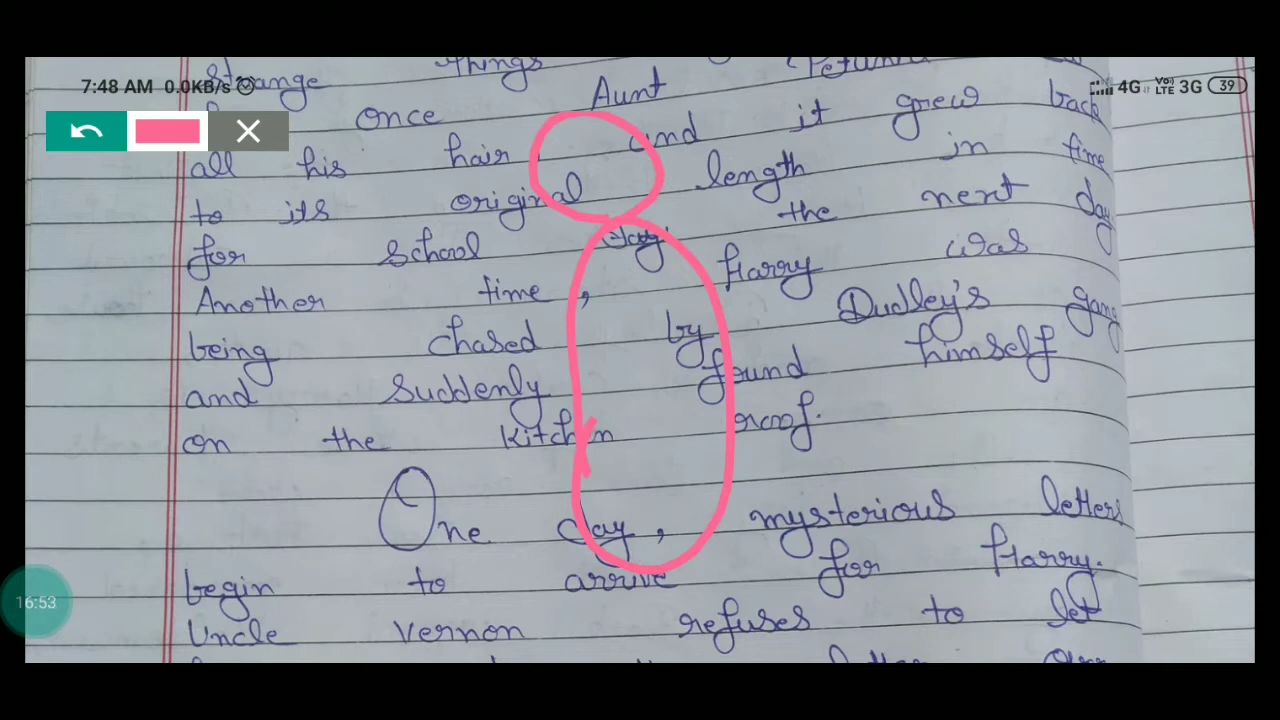 7:48 AM 0.0KB/s 4G VoLTE 3G 39
strange things
once Aunt Petunia
all his hair and it grew back
to its original length in time
for school day the next day
Another time, Harry was
being chased by Dudley's gang
and suddenly found himself
on the kitchen roof.
One day, mysterious letters
begin to arrive for Harry.
Uncle Vernon refuses to let
16:53